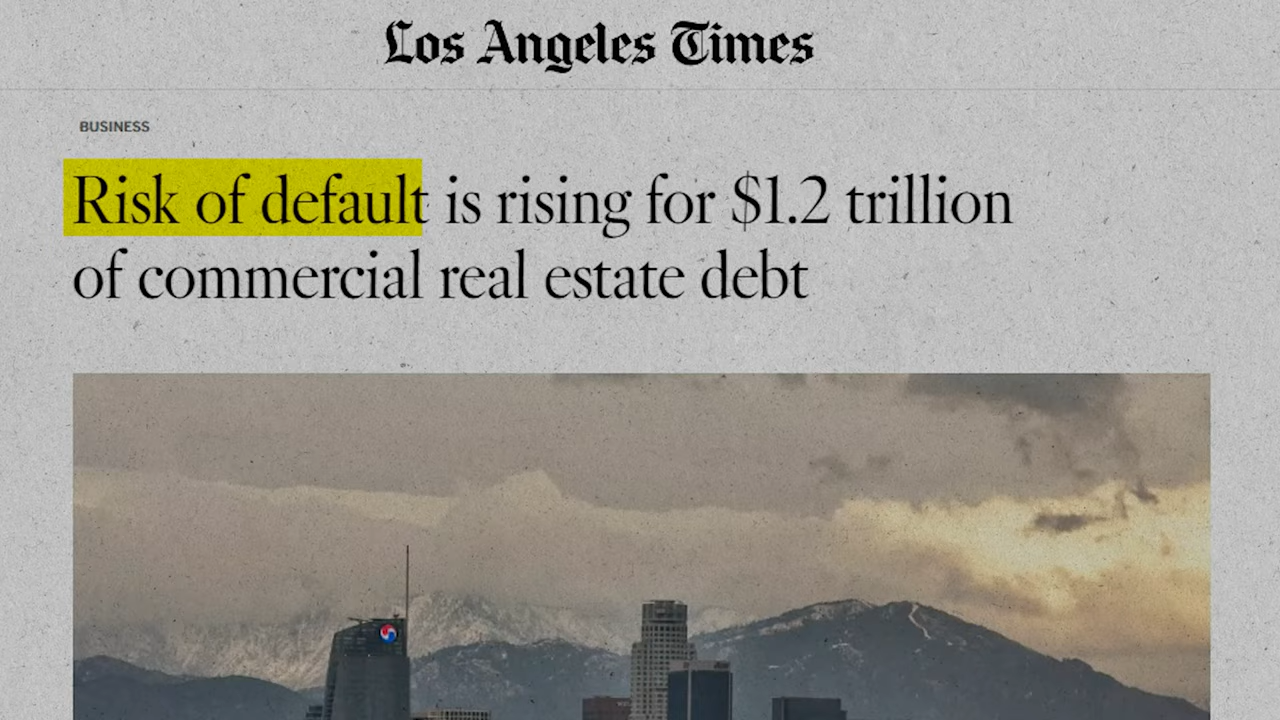 Los Angeles Times
BUSINESS
Risk of default is rising for $1.2 trillion
of commercial real estate debt